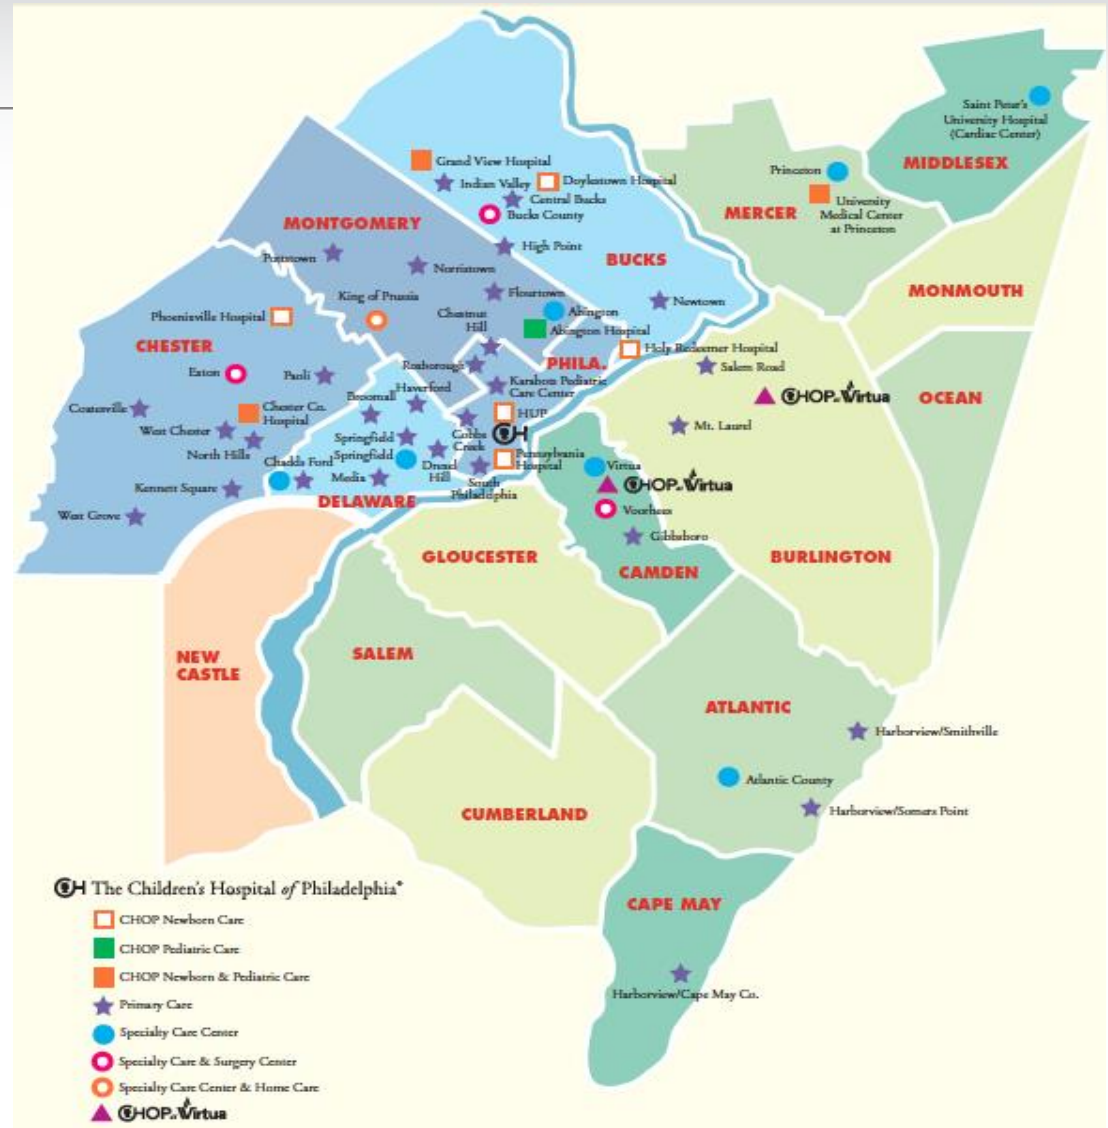 Saint Peter's
University Hospital
(Cardiac Center)
MIDDLESEX
Grand View Hospital
Indian Valley
Doylestown Hospital
Central Bucks
Bucks County
Princeton
University
Medical Center
at Princeton
MERCER
MONTGOMERY
High Point
BUCKS
Pottstown
Norristown
MONMOUTH
King of Prussia
Flourtown
Newtown
Phoenixville Hospital
Chestnut
Hill
Abington
Abington Hospital
CHESTER
Holy Redeemer Hospital
Roxborough
PHILA.
Salem Road
Exton
Paoli
Haverford
Karabots Pediatric
Care Center
Broomall
CHOP at Virtua
OCEAN
Coatesville
Chester Co.
Hospital
HUP
West Chester
Springfield
Cobbs
Creek
CH
Mt. Laurel
North Hills
Chadds Ford
Springfield
Drexel
Hill
Pennsylvania
Hospital
Virtua
Kennett Square
Media
South
Philadelphia
CHOP at Virtua
DELAWARE
Voorhees
West Grove
Gibbsboro
GLOUCESTER
CAMDEN
BURLINGTON
NEW
CASTLE
SALEM
ATLANTIC
Harborview/Smithville
Atlantic County
CUMBERLAND
Harborview/Somers Point
CH The Children's Hospital of Philadelphia®
CAPE MAY
CHOP Newborn Care
CHOP Pediatric Care
CHOP Newborn & Pediatric Care
Harborview/Cape May Co.
Primary Care
Specialty Care Center
Specialty Care & Surgery Center
Specialty Care Center & Home Care
CHOP at Virtua